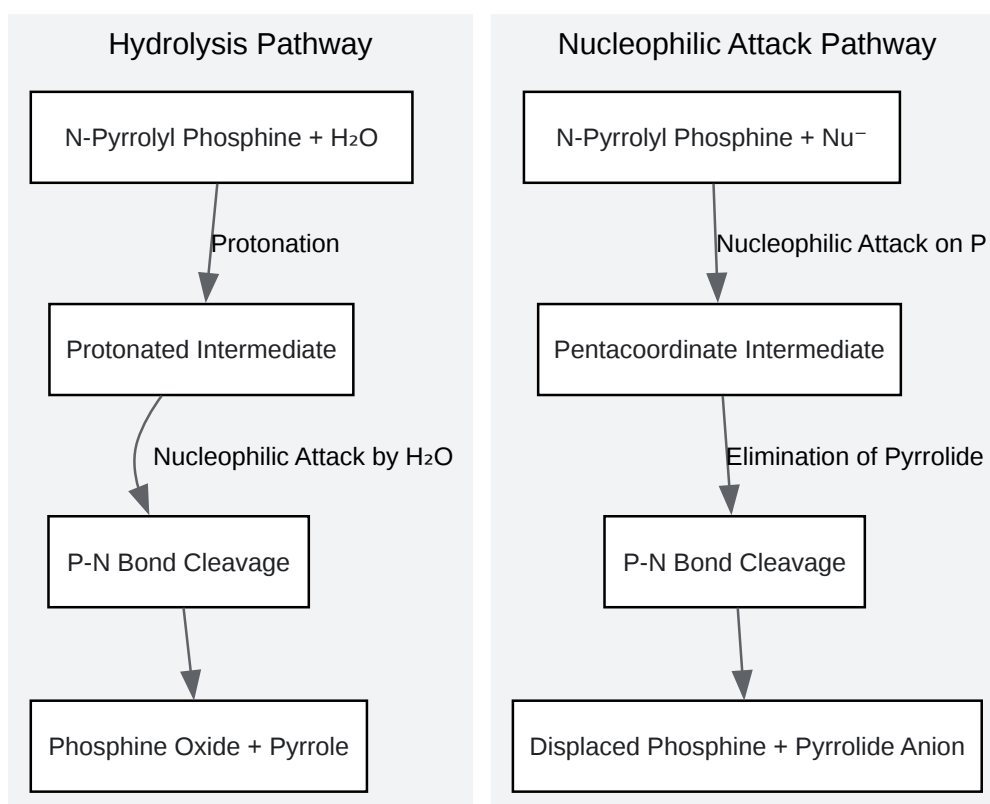 Hydrolysis Pathway
N-Pyrrolyl Phosphine + H₂O
Protonation
Protonated Intermediate
Nucleophilic Attack by H₂O
P-N Bond Cleavage
Phosphine Oxide + Pyrrole
Nucleophilic Attack Pathway
N-Pyrrolyl Phosphine + Nu⁻
Nucleophilic Attack on P
Pentacoordinate Intermediate
Elimination of Pyrrolide
P-N Bond Cleavage
Displaced Phosphine + Pyrrolide Anion